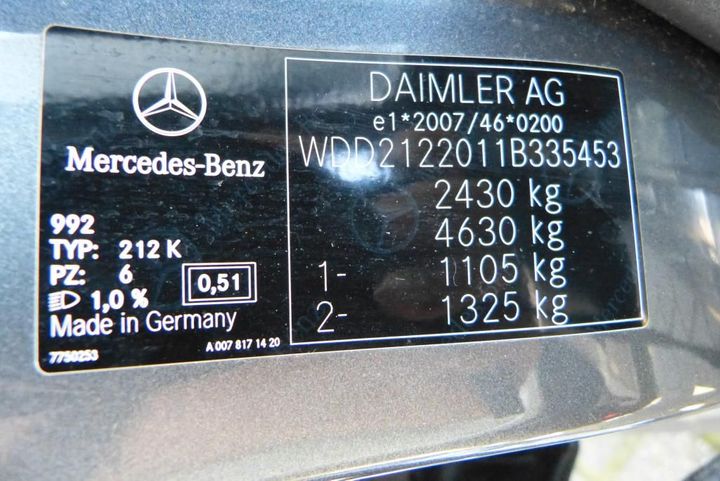 Mercedes-Benz
992
TYP: 212 K
PZ: 6
0,51
1,0 %
Made in Germany
7750253
A 007 817 14 20
DAIMLER AG
e1*2007/46*0200
WDD2122011B335453
2430 kg
4630 kg
1- 1105 kg
2- 1325 kg